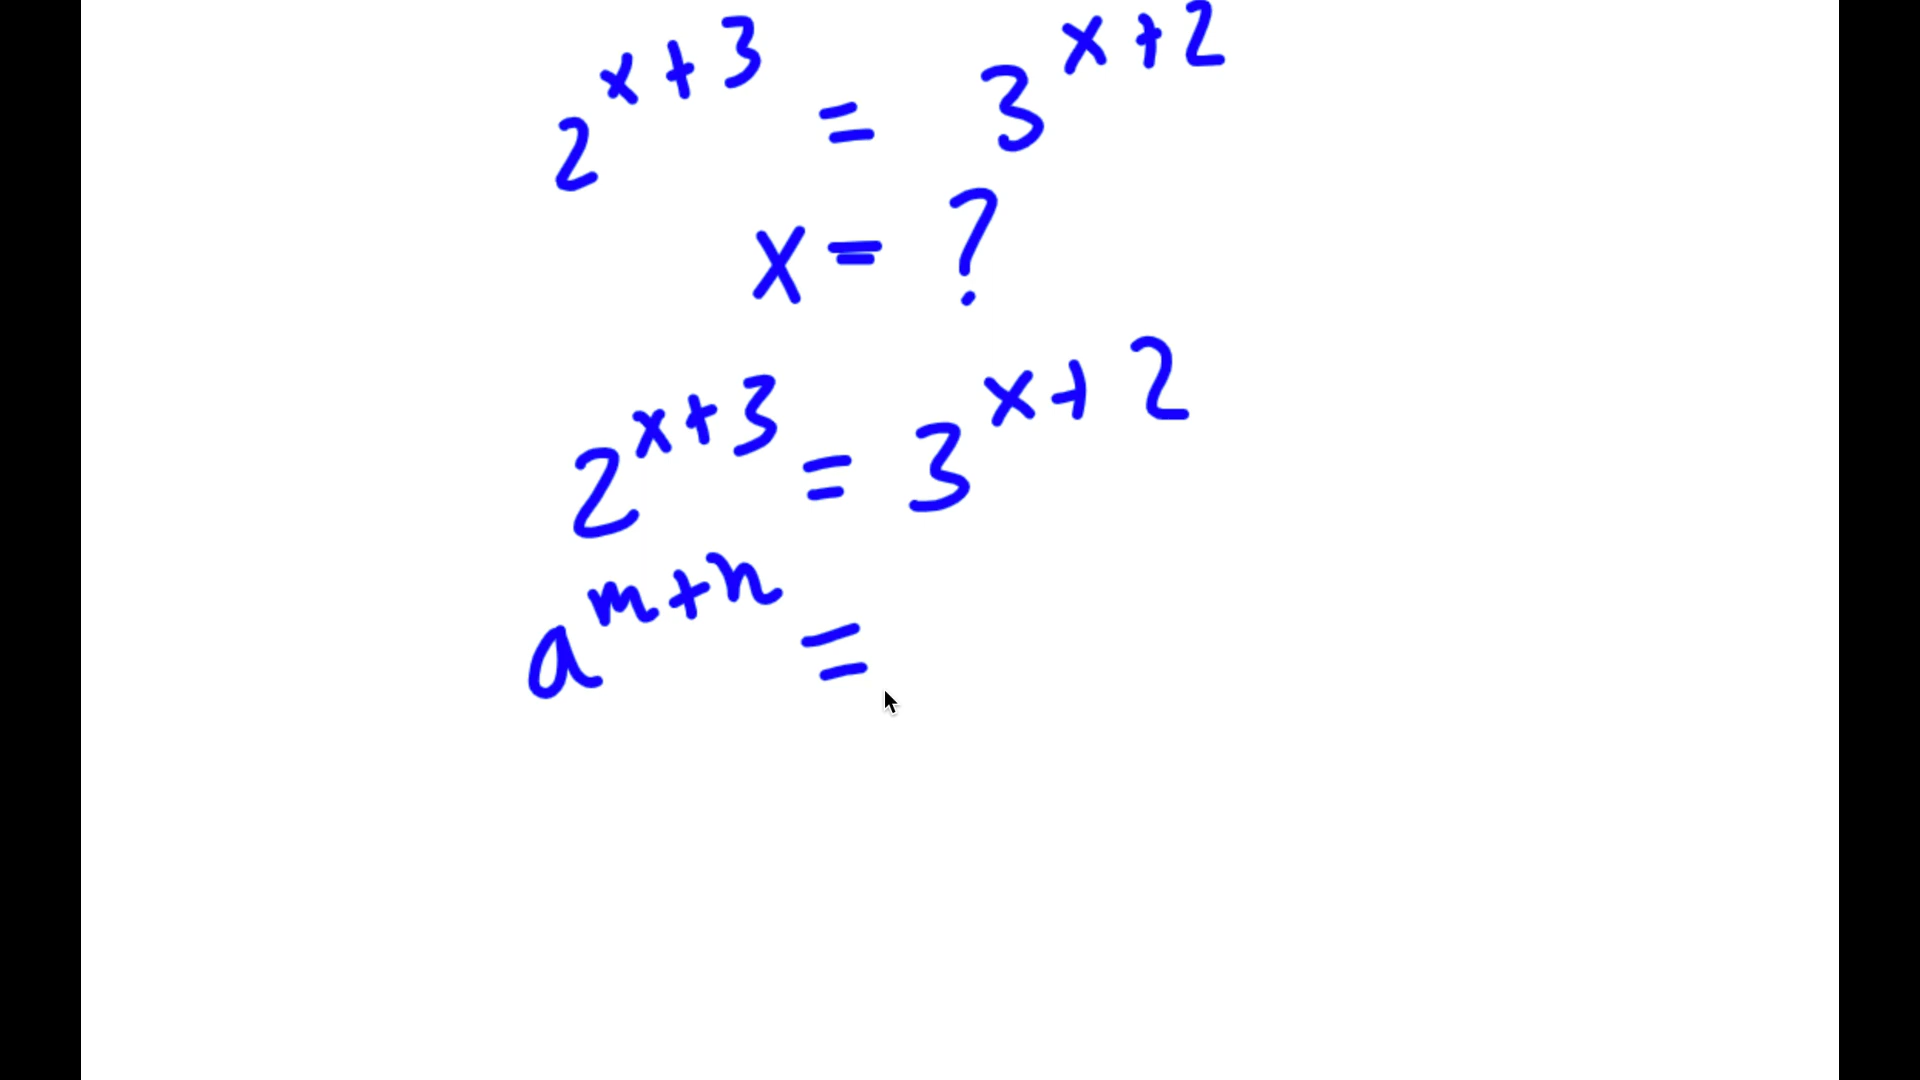 2^{x+3} = 3^{x+2}
x = ?
2^{x+3} = 3^{x+2}
a^{m+n} =